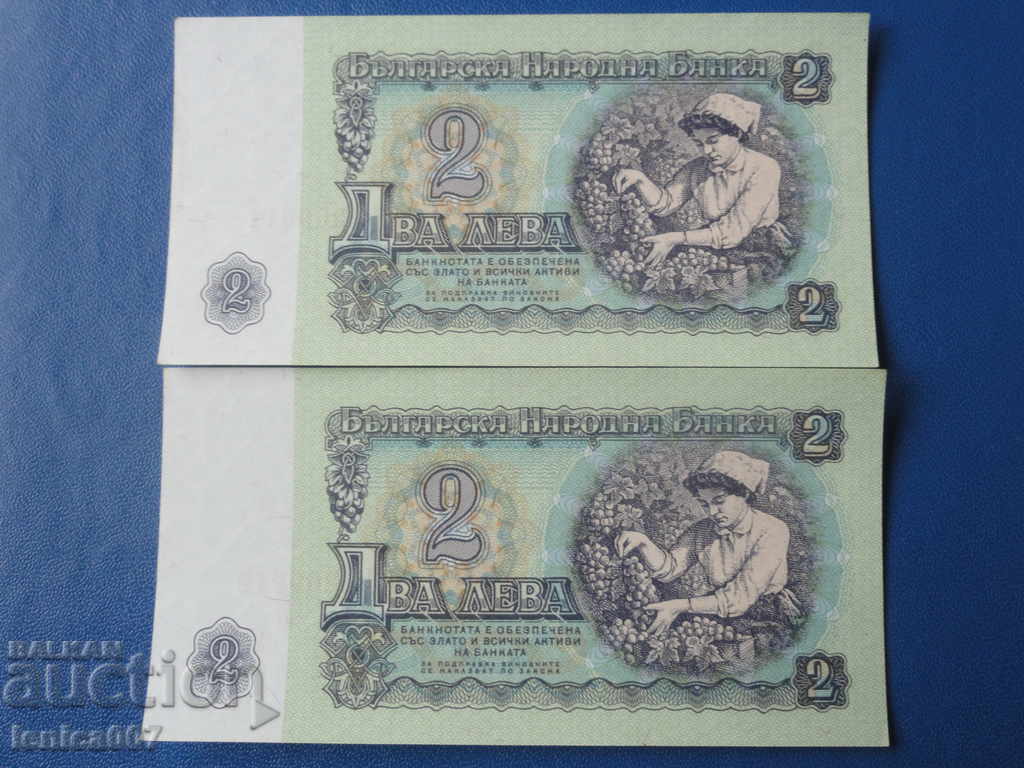 Българска Народна Банка 2
2
Два лева
БАНКНОТАТА Е ОБЕЗПЕЧЕНА
СЪС ЗЛАТО И ВСИЧКИ АКТИВИ
НА БАНКАТА
ЗА ПОДПРАВКА ВИНОВНИТЕ
СЕ НАКАЗВАТ ПО ЗАКОНА
2 2
Българска Народна Банка 2
2
Два лева
БАНКНОТАТА Е ОБЕЗПЕЧЕНА
СЪС ЗЛАТО И ВСИЧКИ АКТИВИ
НА БАНКАТА
ЗА ПОДПРАВКА ВИНОВНИТЕ
СЕ НАКАЗВАТ ПО ЗАКОНА
2 2
BALKAN
auction
ienica007